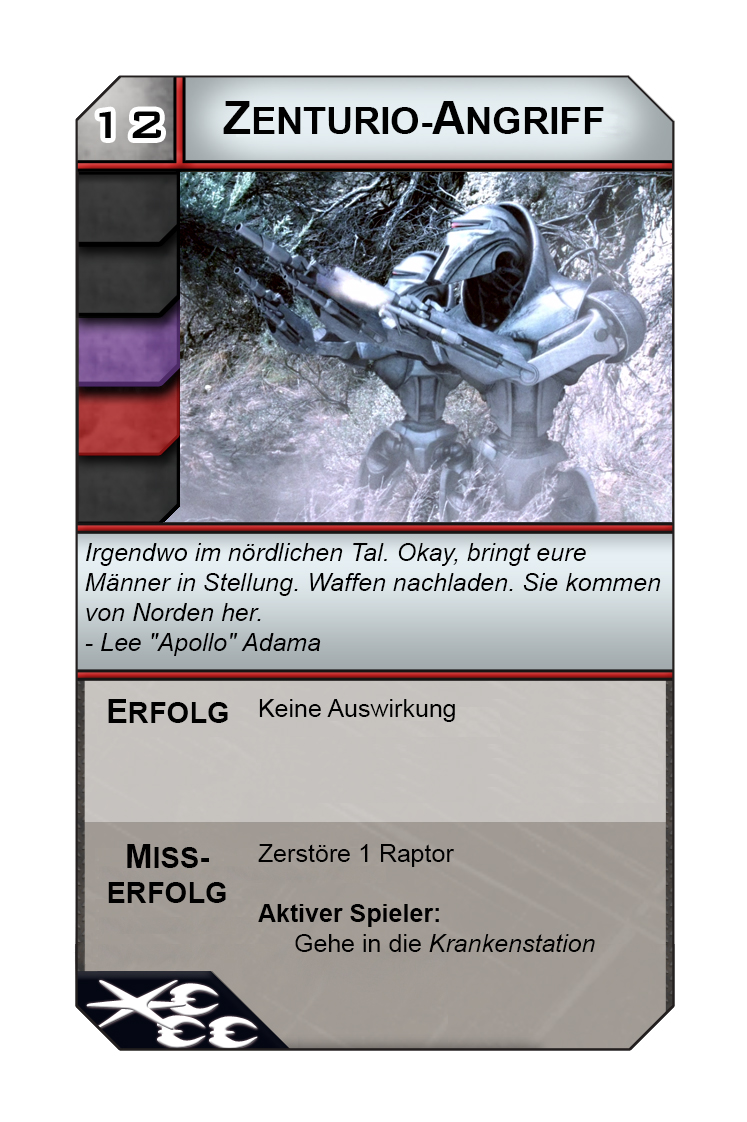 12
ZENTURIO-ANGRIFF
Irgendwo im nördlichen Tal. Okay, bringt eure
Männer in Stellung. Waffen nachladen. Sie kommen
von Norden her.
- Lee "Apollo" Adama
ERFOLG
Keine Auswirkung
MISS-
ERFOLG
Zerstöre 1 Raptor
Aktiver Spieler:
Gehe in die Krankenstation